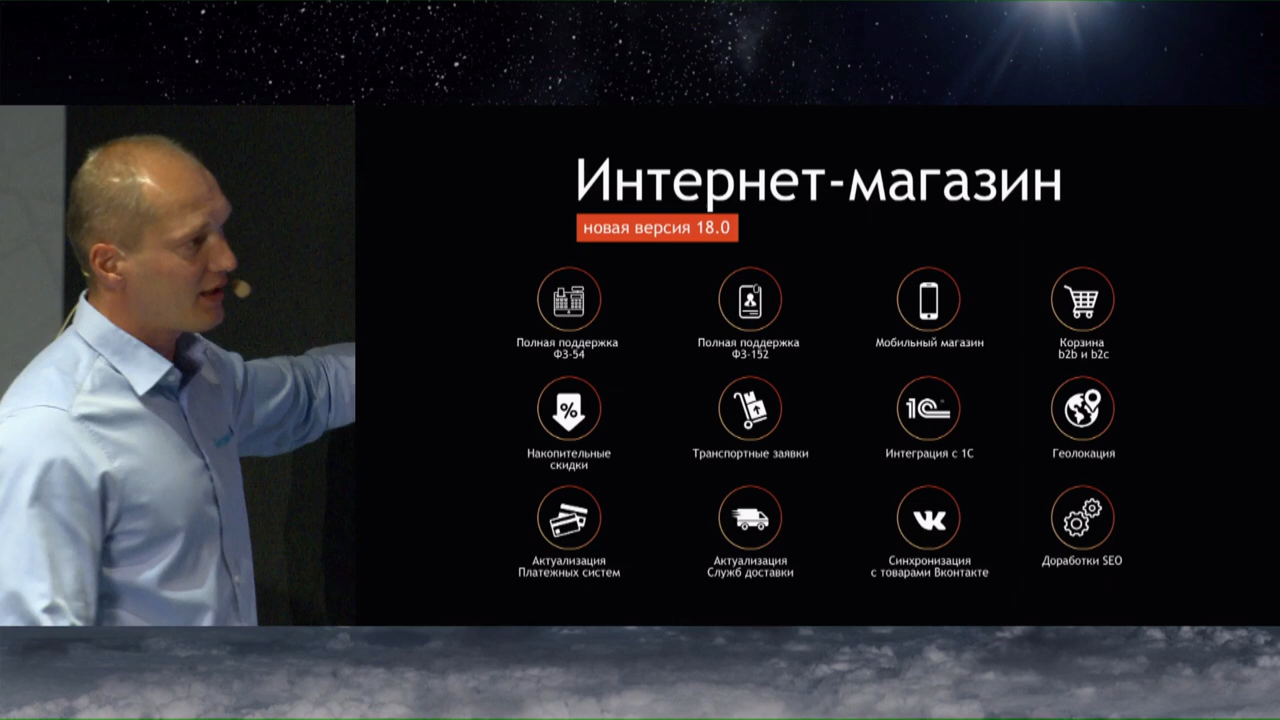 Интернет-магазин
новая версия 18.0
Полная поддержка
ФЗ-54
Полная поддержка
ФЗ-152
Мобильный магазин
Корзина
b2b и b2c
%
1С
Накопительные
скидки
Транспортные заявки
Интеграция с 1С
Геолокация
Актуализация
Платежных систем
Актуализация
Служб доставки
Синхронизация
с товарами Вконтакте
Доработки SEO